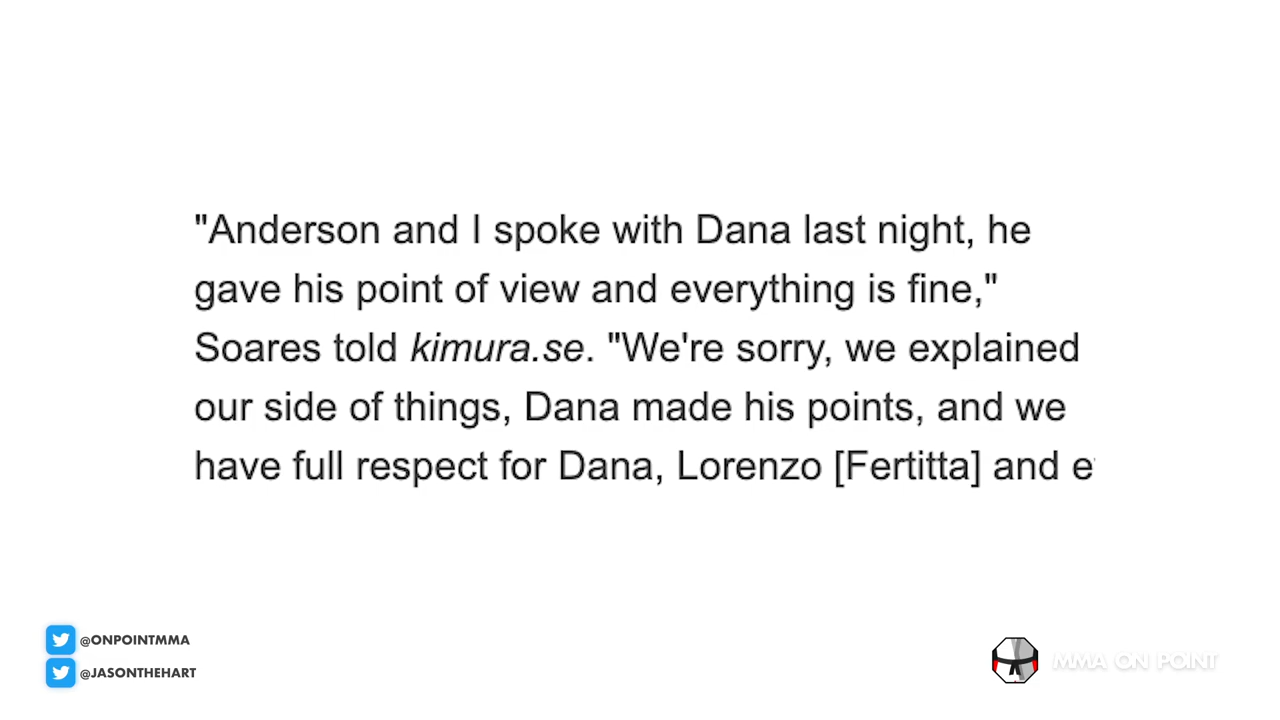 "Anderson and I spoke with Dana last night, he
gave his point of view and everything is fine,"
Soares told kimura.se. "We're sorry, we explained
our side of things, Dana made his points, and we
have full respect for Dana, Lorenzo [Fertitta] and
@ONPOINTMMA
@JASONTHEHART
MMA ON POINT